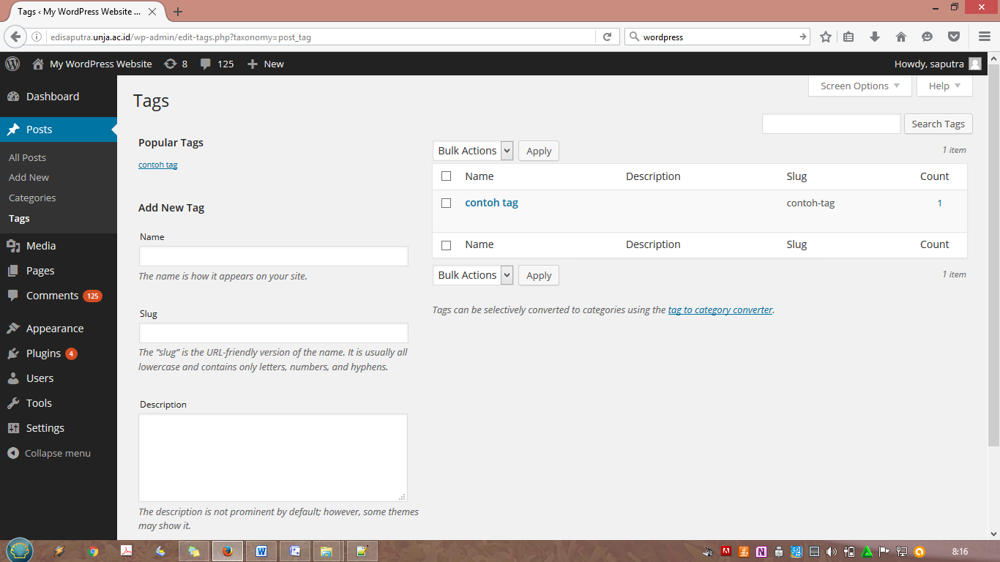 Tags ‹ My WordPress Website ...
edisaputra.unja.ac.id/wp-admin/edit-tags.php?taxonomy=post_tag
wordpress
My WordPress Website 8 125 New
Howdy, saputra
Dashboard
Posts
All Posts
Add New
Categories
Tags
Media
Pages
Comments 125
Appearance
Plugins 4
Users
Tools
Settings
Collapse menu
Screen Options
Help
Tags
Search Tags
Popular Tags
contoh tag
Add New Tag
Name
The name is how it appears on your site.
Slug
The “slug” is the URL-friendly version of the name. It is usually all
lowercase and contains only letters, numbers, and hyphens.
Description
The description is not prominent by default; however, some themes
may show it.
Bulk Actions Apply 1 item
Name Description Slug Count
contoh tag contoh-tag 1
Name Description Slug Count
Bulk Actions Apply 1 item
Tags can be selectively converted to categories using the tag to category converter.
8:16